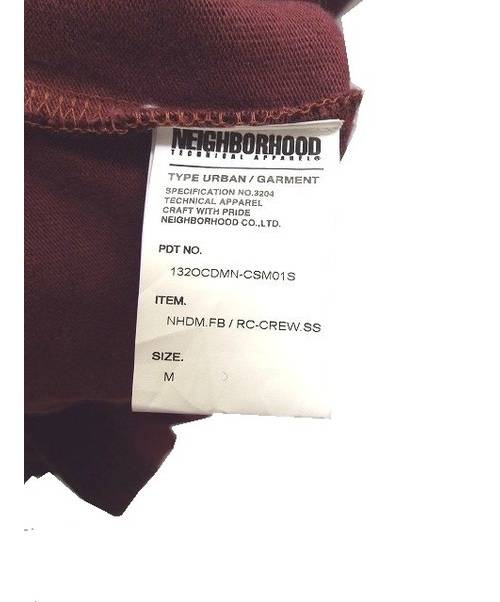 NEIGHBORHOOD
TECHNICAL APPAREL®
TYPE URBAN / GARMENT
SPECIFICATION NO.3204
TECHNICAL APPAREL
CRAFT WITH PRIDE
NEIGHBORHOOD CO.,LTD.
PDT NO.
132OCDMN-CSM01S
ITEM.
NHDM.FB / RC-CREW.SS
SIZE.
M